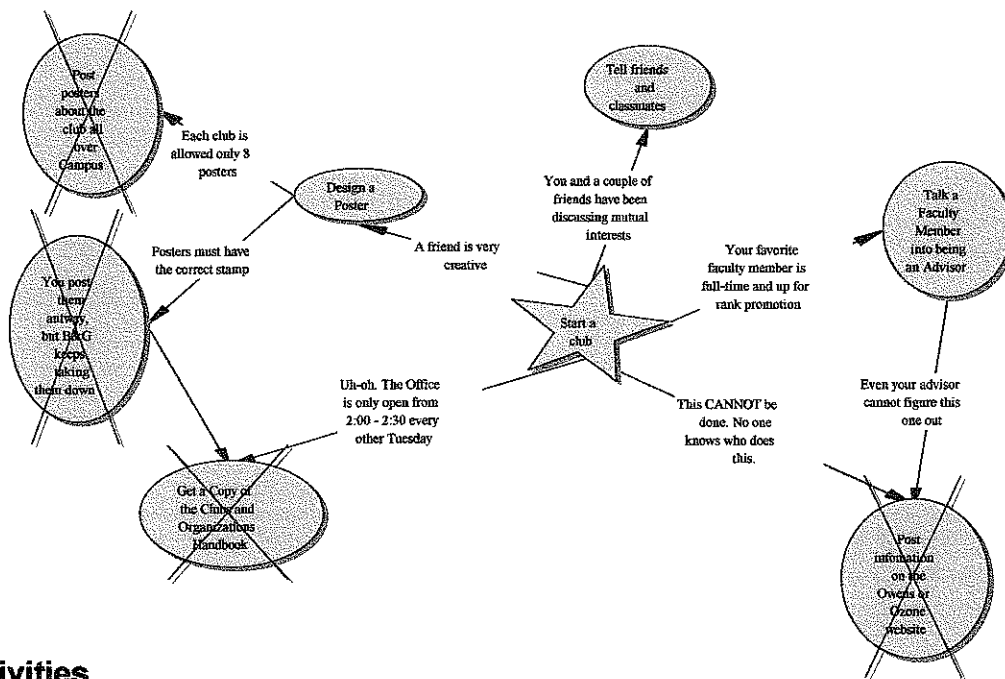 Post
posters
about the
club all
over
Campus
Each club is
allowed only 8
posters
Tell friends
and
classmates
Design a
Poster
You and a couple of
friends have been
discussing mutual
interests
Talk a
Faculty
Member
into being
an Advisor
Posters must have
the correct stamp
A friend is very
creative
Your favorite
faculty member is
full-time and up for
rank promotion
You post
them
antway,
but B&G
keeps
taking
them down
Start a
club
Uh-oh. The Office
is only open from
2:00 - 2:30 every
other Tuesday
This CANNOT be
done. No one
knows who does
this.
Even your advisor
cannot figure this
one out
Get a Copy of
the Clubs and
Organizations
Handbook
Post
infomation
on the
Owens or
Ozone
website
ivities